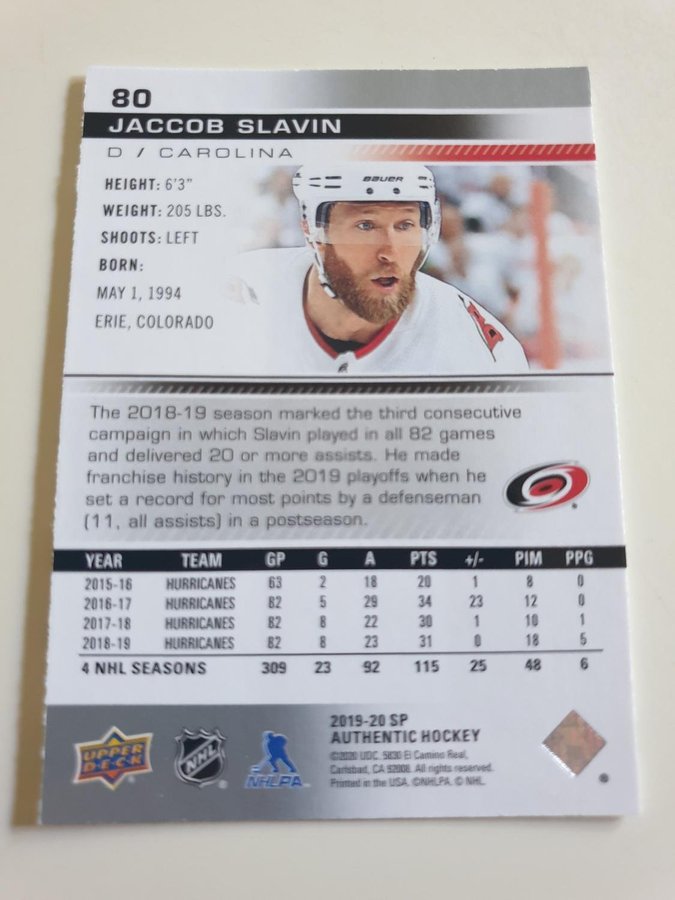 80
JACCOB SLAVIN
D / CAROLINA
HEIGHT: 6'3"
WEIGHT: 205 LBS.
SHOOTS: LEFT
BORN:
MAY 1, 1994
ERIE, COLORADO
BAUER
The 2018-19 season marked the third consecutive
campaign in which Slavin played in all 82 games
and delivered 20 or more assists. He made
franchise history in the 2019 playoffs when he
set a record for most points by a defenseman
(11, all assists) in a postseason.
YEAR TEAM GP G A PTS +/- PIM PPG
2015-16 HURRICANES 63 2 18 20 1 8 0
2016-17 HURRICANES 82 5 29 34 23 12 0
2017-18 HURRICANES 82 8 22 30 1 10 1
2018-19 HURRICANES 82 8 23 31 0 18 5
4 NHL SEASONS 309 23 92 115 25 48 6
UPPER DECK
NHL
NHLPA
2019-20 SP
AUTHENTIC HOCKEY
©2020 UDC. 5830 El Camino Real,
Carlsbad, CA 92008. All rights reserved.
Printed in the USA. ©NHLPA. © NHL.